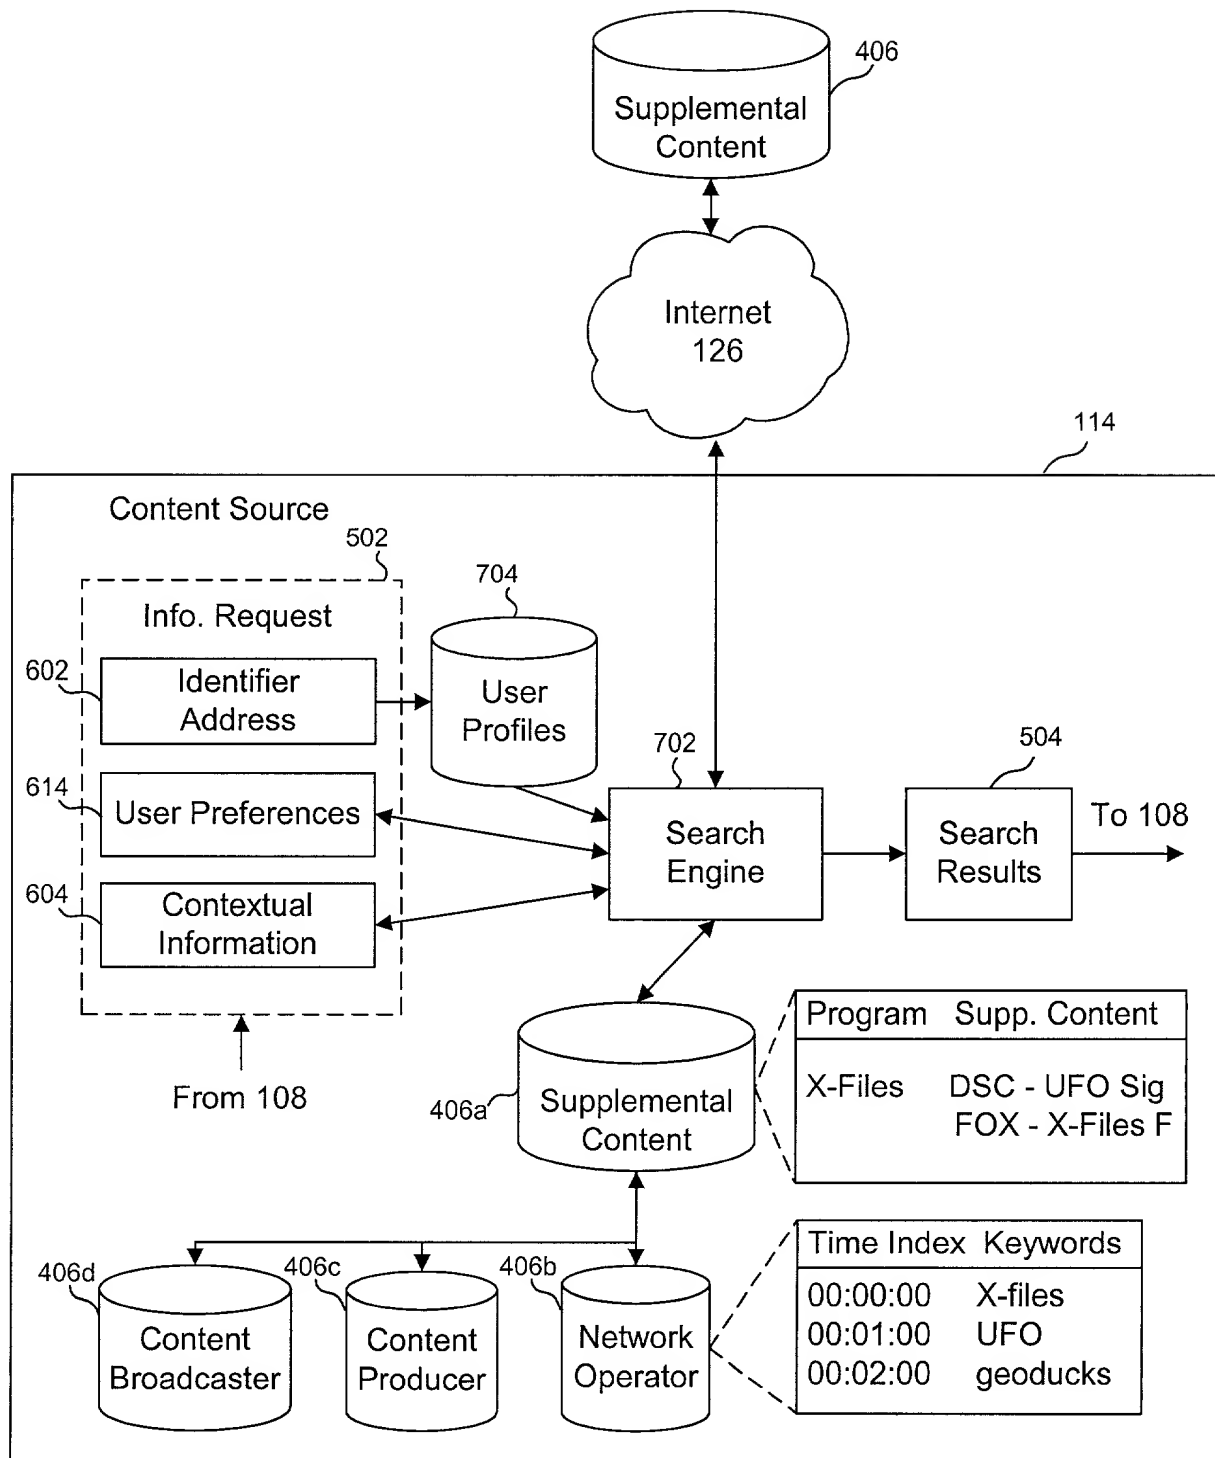 406
Supplemental
Content
Internet
126
114
Content Source
502
704
Info. Request
602
Identifier
Address
User
Profiles
702
504
614
User Preferences
Search
Engine
Search
Results
To 108
604
Contextual
Information
Program Supp. Content
From 108
406a
Supplemental
Content
X-Files DSC - UFO Sig
FOX - X-Files F
406d
406c
406b
Time Index Keywords
Content
Broadcaster
Content
Producer
Network
Operator
00:00:00 X-files
00:01:00 UFO
00:02:00 geoducks